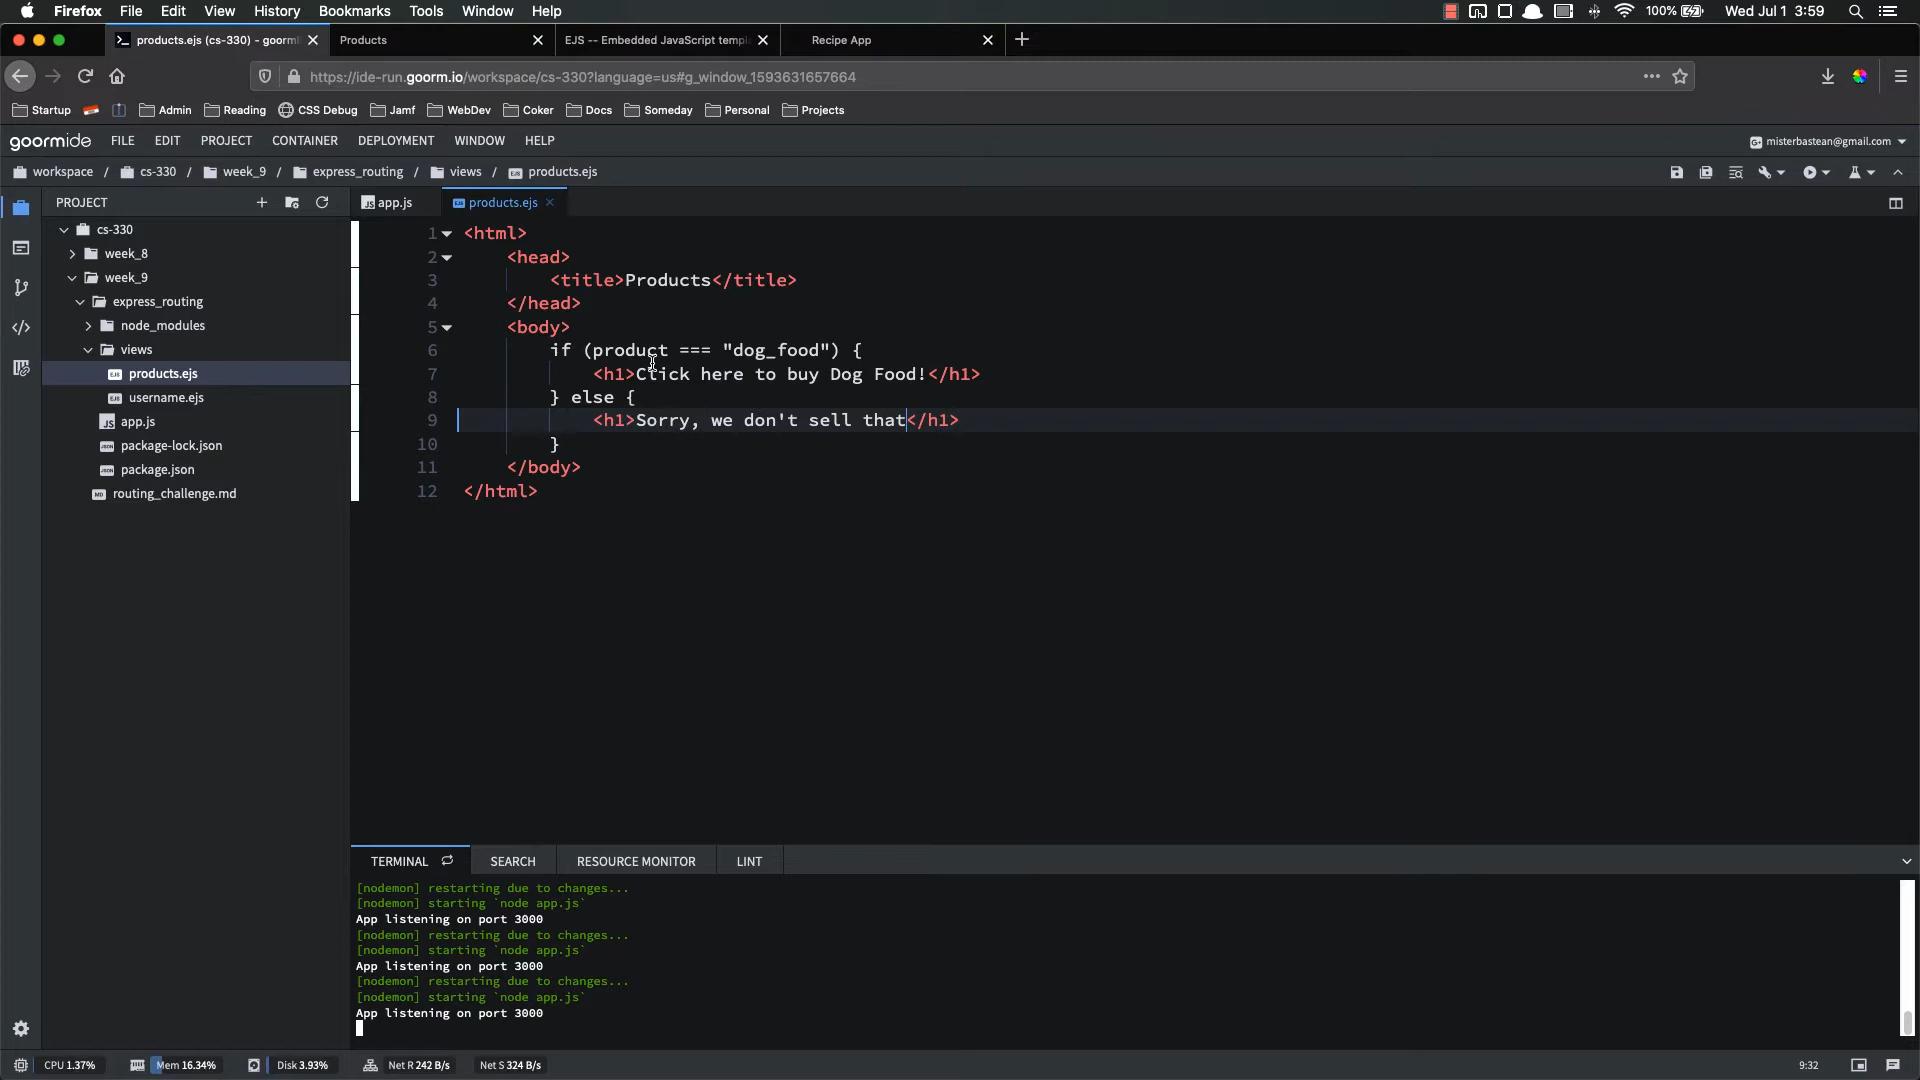 Firefox File Edit View History Bookmarks Tools Window Help 100% Wed Jul 1 3:59
products.ejs (cs-330) - goormI Products EJS -- Embedded JavaScript templ Recipe App
https://ide-run.goorm.io/workspace/cs-330?language=us#g_window_1593631657664
Startup Admin Reading CSS Debug Jamf WebDev Coker Docs Someday Personal Projects
goormide FILE EDIT PROJECT CONTAINER DEPLOYMENT WINDOW HELP misterbastean@gmail.com
workspace / cs-330 / week_9 / express_routing / views / products.ejs
PROJECT
cs-330
week_8
week_9
express_routing
node_modules
views
products.ejs
username.ejs
app.js
package-lock.json
package.json
routing_challenge.md
app.js products.ejs
1 <html>
2 <head>
3 <title>Products</title>
4 </head>
5 <body>
6 if (product === "dog_food") {
7 <h1>Click here to buy Dog Food!</h1>
8 } else {
9 <h1>Sorry, we don't sell that</h1>
10 }
11 </body>
12 </html>
TERMINAL SEARCH RESOURCE MONITOR LINT
[nodemon] restarting due to changes...
[nodemon] starting `node app.js`
App listening on port 3000
[nodemon] restarting due to changes...
[nodemon] starting `node app.js`
App listening on port 3000
[nodemon] restarting due to changes...
[nodemon] starting `node app.js`
App listening on port 3000
CPU 1.37% Mem 16.34% Disk 3.93% Net R 242 B/s Net S 324 B/s 9:32